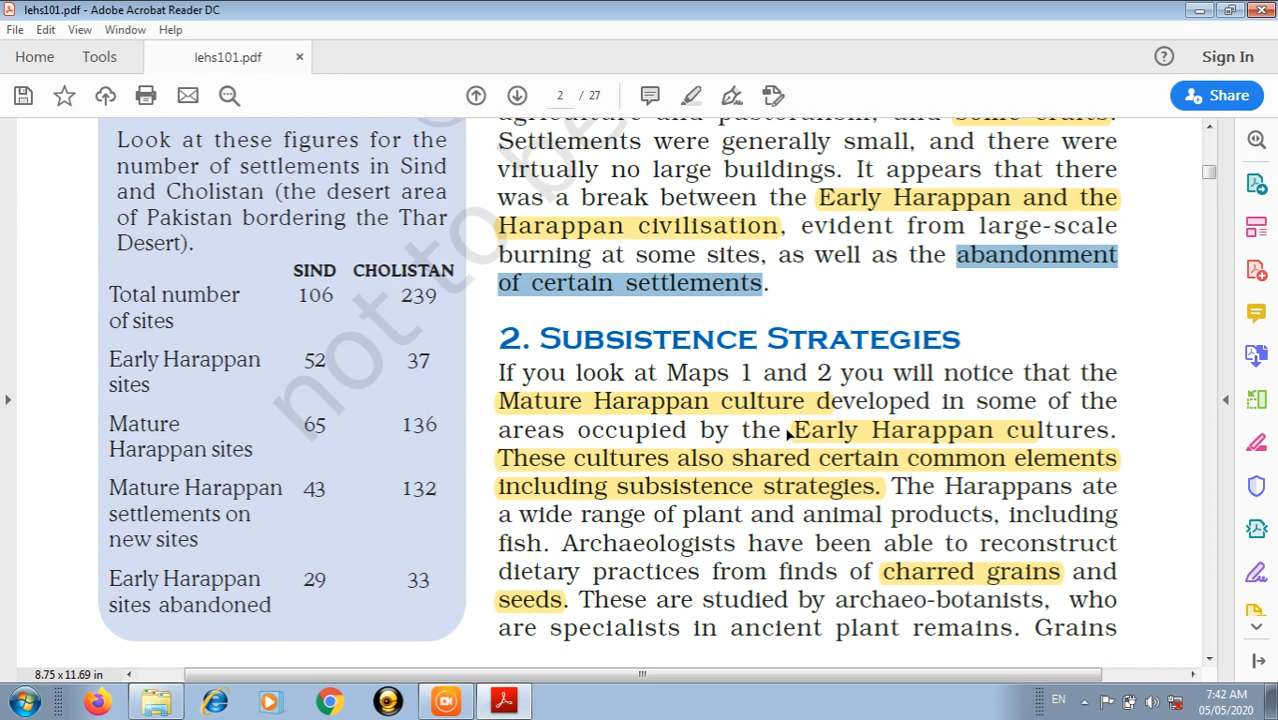 lehs101.pdf - Adobe Acrobat Reader DC
File Edit View Window Help
Home Tools lehs101.pdf × Sign In
2 / 27 Share
Look at these figures for the
number of settlements in Sind
and Cholistan (the desert area
of Pakistan bordering the Thar
Desert).
SIND CHOLISTAN
Total number 106 239
of sites
Early Harappan 52 37
sites
Mature 65 136
Harappan sites
Mature Harappan 43 132
settlements on
new sites
Early Harappan 29 33
sites abandoned
agriculture and pastoralism, and some crafts.
Settlements were generally small, and there were
virtually no large buildings. It appears that there
was a break between the Early Harappan and the
Harappan civilisation, evident from large-scale
burning at some sites, as well as the abandonment
of certain settlements.
2. SUBSISTENCE STRATEGIES
If you look at Maps 1 and 2 you will notice that the
Mature Harappan culture developed in some of the
areas occupied by the Early Harappan cultures.
These cultures also shared certain common elements
including subsistence strategies. The Harappans ate
a wide range of plant and animal products, including
fish. Archaeologists have been able to reconstruct
dietary practices from finds of charred grains and
seeds. These are studied by archaeo-botanists, who
are specialists in ancient plant remains. Grains
not to be
8.75 x 11.69 in
EN 7:42 AM
05/05/2020